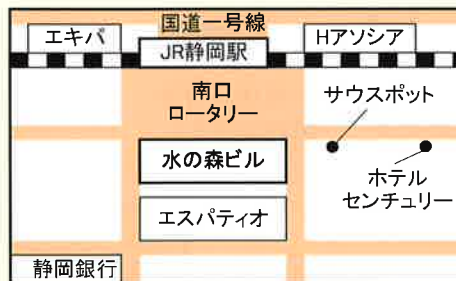 国道一号線
エキパ
JR静岡駅
Hアソシア
南口
ロータリー
サウスポット
水の森ビル
ホテル
センチュリー
エスパティオ
静岡銀行